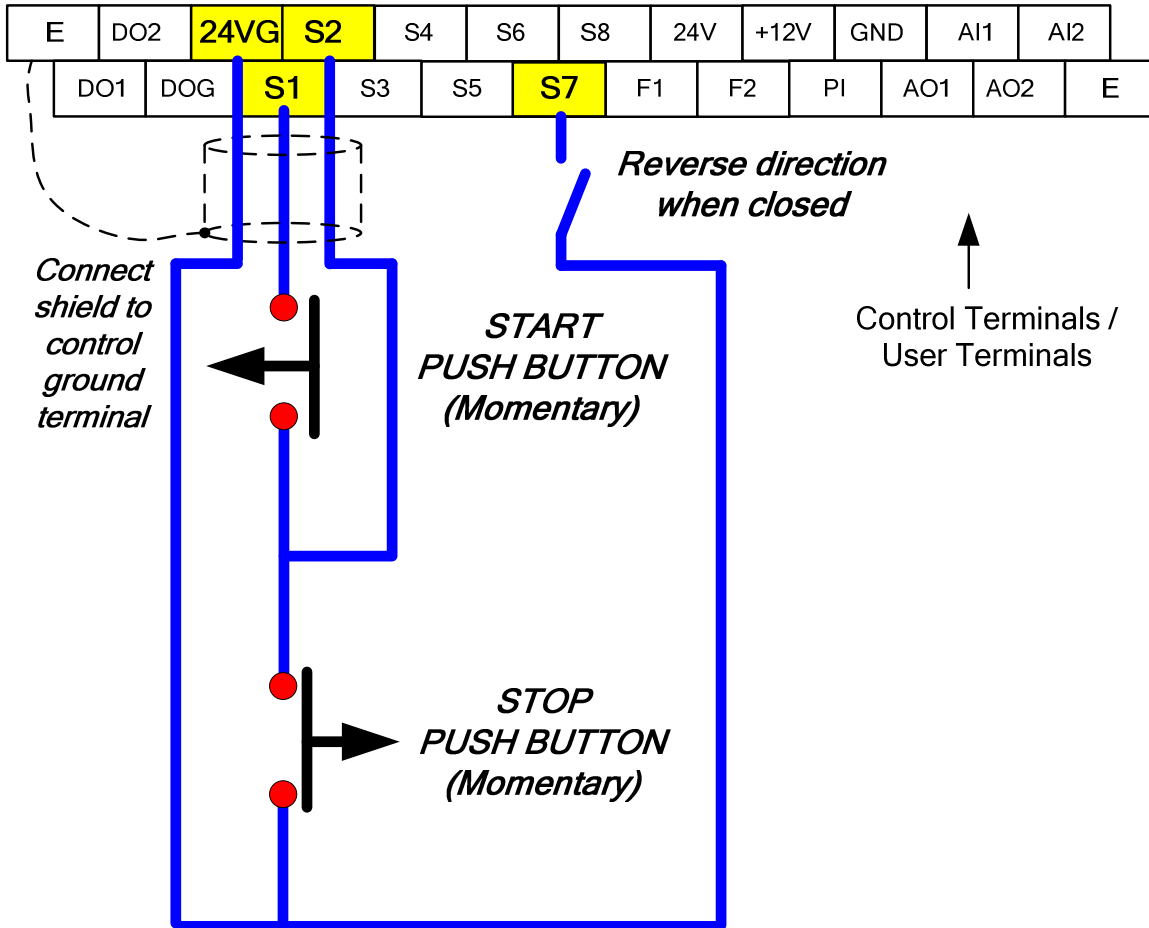 E DO2 24VG S2 S4 S6 S8 24V +12V GND AI1 AI2
DO1 DOG S1 S3 S5 S7 F1 F2 PI AO1 AO2 E
Reverse direction
when closed
Connect
shield to
control
ground
terminal
START
PUSH BUTTON
(Momentary)
Control Terminals /
User Terminals
STOP
PUSH BUTTON
(Momentary)